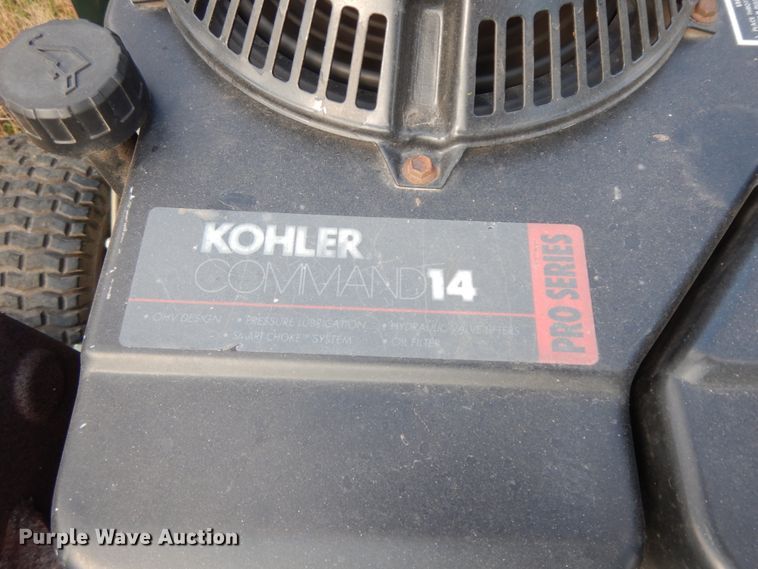 KOHLER
COMMAND 14
PRO SERIES
• OHV DESIGN • PRESSURE LUBRICATION • HYDRAULIC VALVE LIFTERS
• SMART CHOKE™ SYSTEM • OIL FILTER
Purple Wave Auction